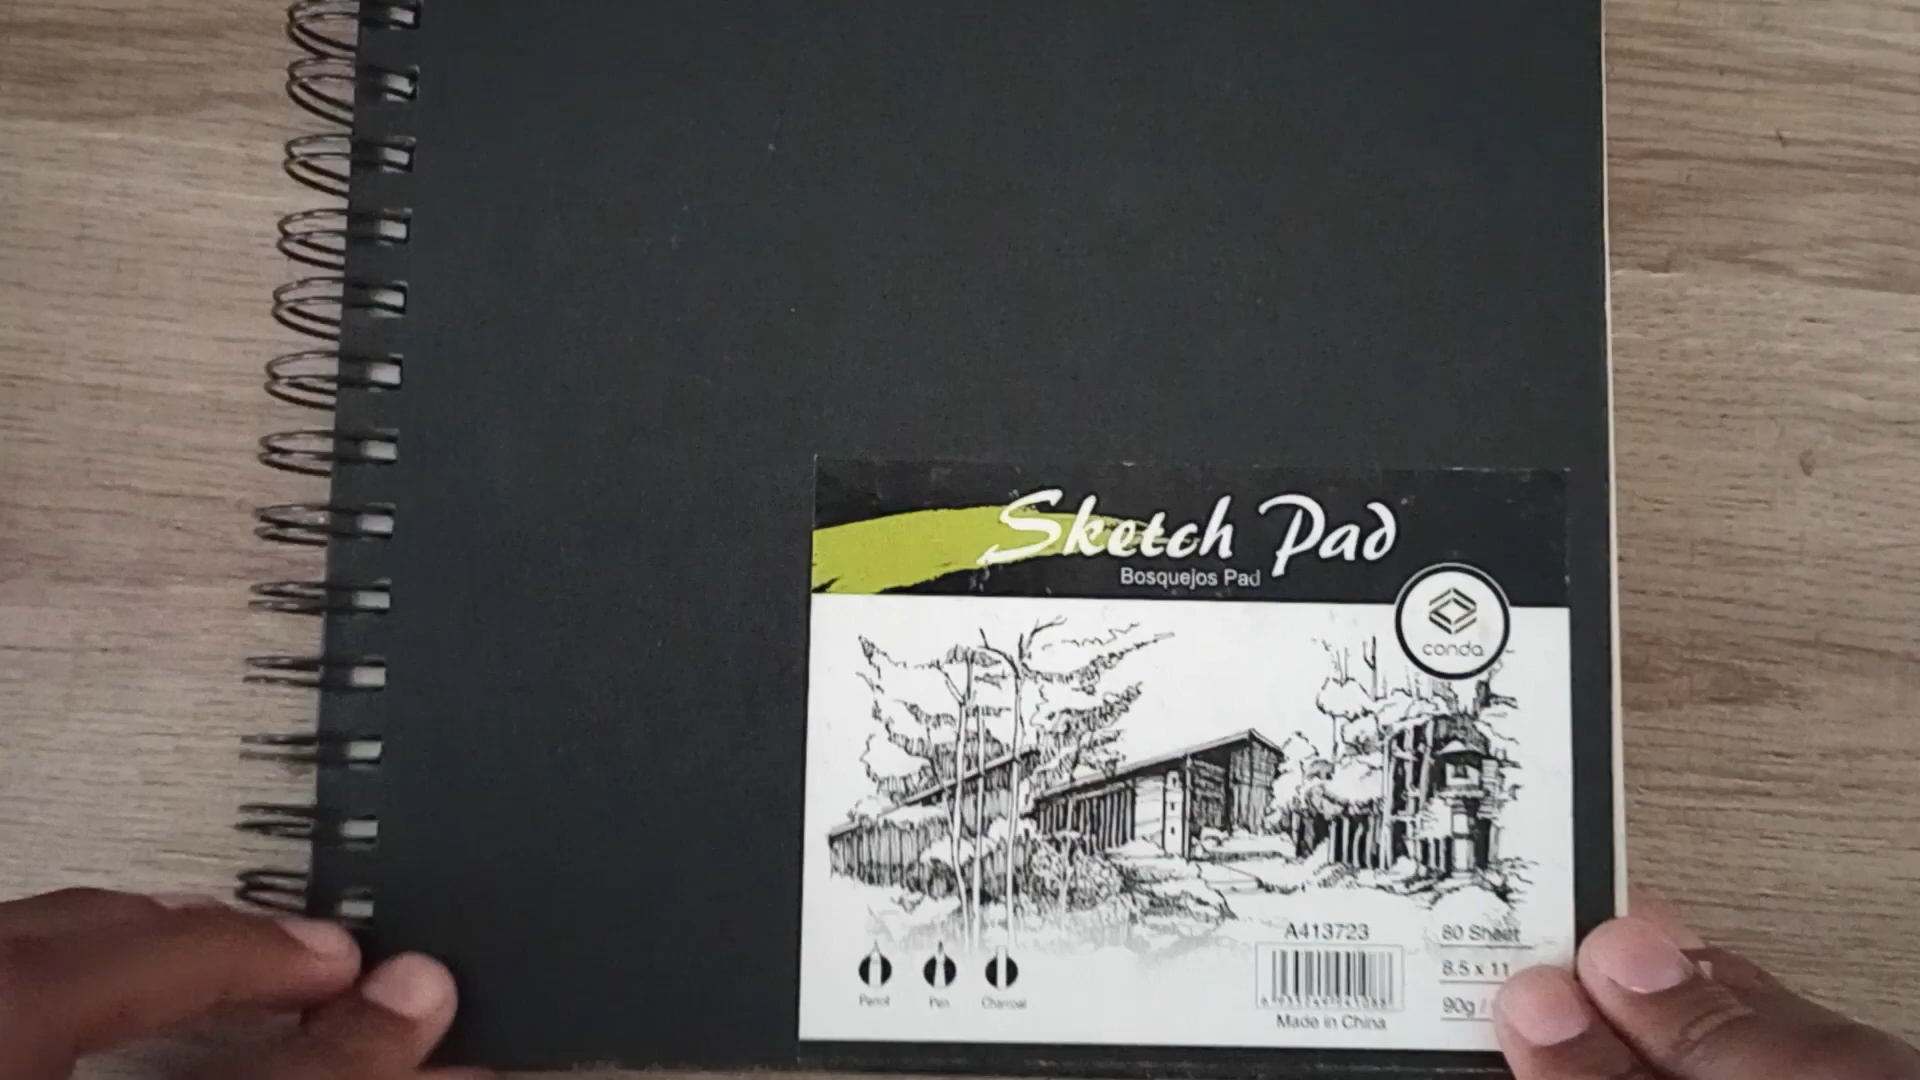 Sketch Pad
Bosquejos Pad
conda
A413723
80 Sheet
8.5 x 11
90g /
Pencil
Pen
Charcoal
Made in China